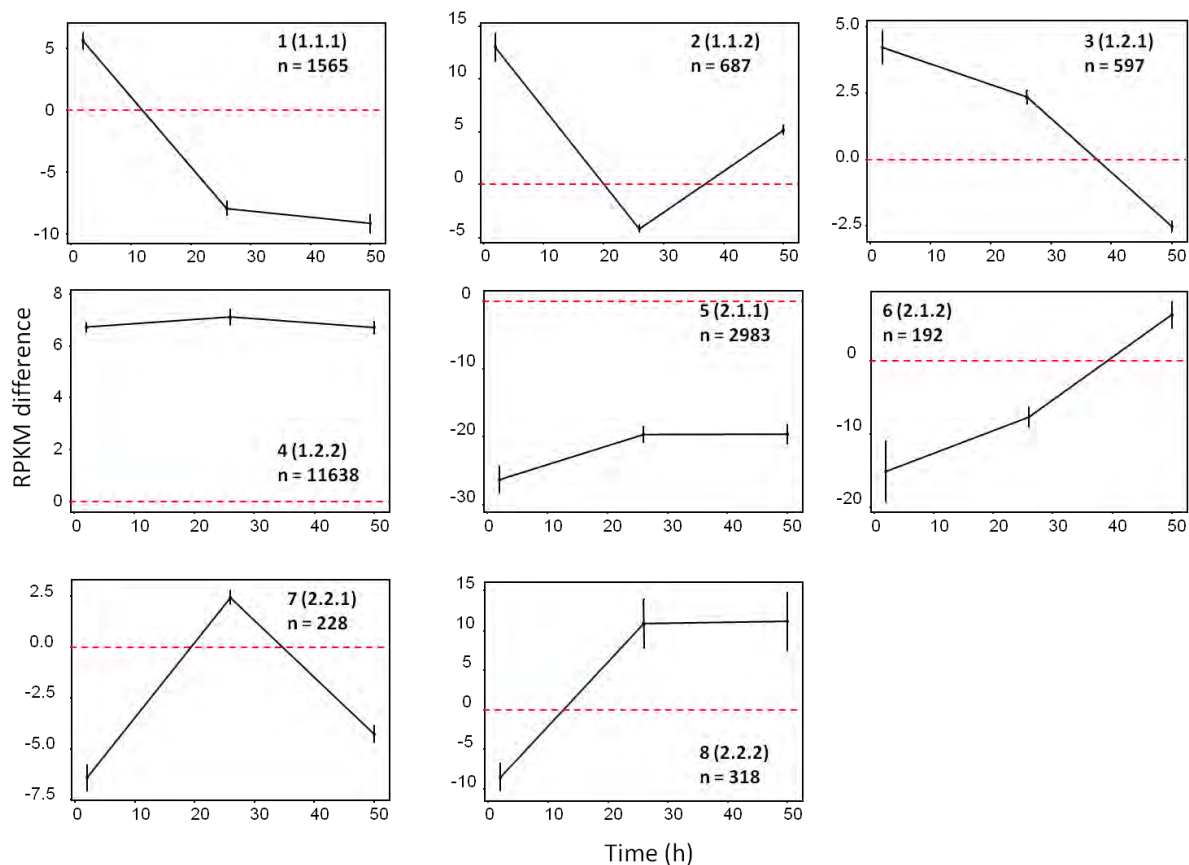 5
0
-5
-10
1 (1.1.1)
n = 1565
0 10 20 30 40 50
15
10
5
0
-5
2 (1.1.2)
n = 687
0 10 20 30 40 50
5.0
2.5
0.0
-2.5
3 (1.2.1)
n = 597
0 10 20 30 40 50
RPKM difference
8
6
4
2
0
4 (1.2.2)
n = 11638
0 10 20 30 40 50
0
-10
-20
-30
5 (2.1.1)
n = 2983
0 10 20 30 40 50
0
-10
-20
6 (2.1.2)
n = 192
0 10 20 30 40 50
2.5
0.0
-2.5
-5.0
-7.5
7 (2.2.1)
n = 228
0 10 20 30 40 50
15
10
5
0
-5
-10
8 (2.2.2)
n = 318
0 10 20 30 40 50
Time (h)